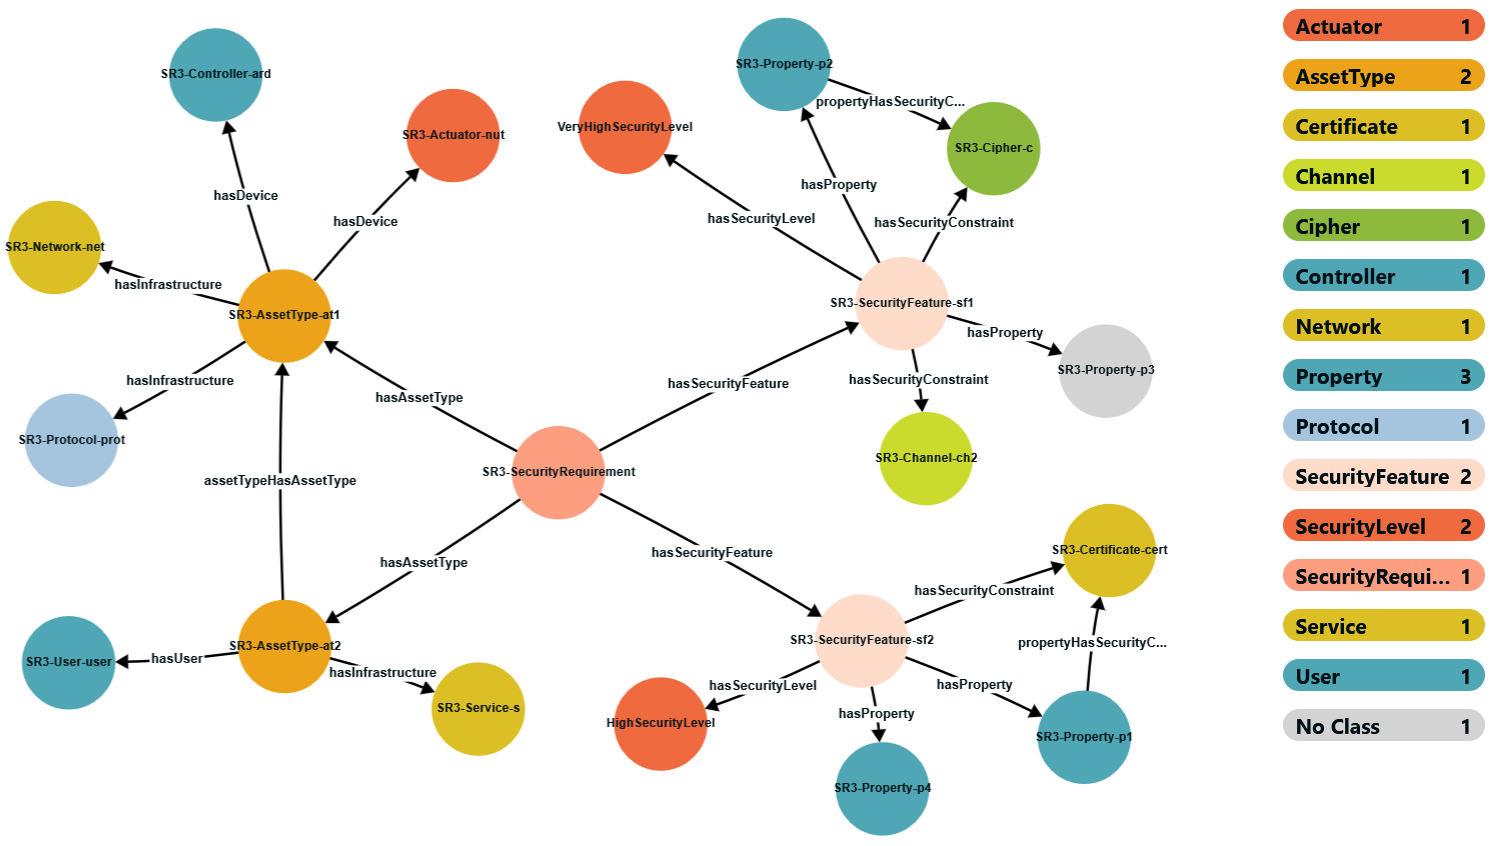 SR3-Controller-ard
SR3-Actuator-nut
hasDevice
hasDevice
SR3-Network-net
hasInfrastructure
SR3-AssetType-at1
hasInfrastructure
SR3-Protocol-prot
hasAssetType
assetTypeHasAssetType
SR3-SecurityRequirement
hasAssetType
SR3-AssetType-at2
hasUser
SR3-User-user
hasInfrastructure
SR3-Service-s
SR3-Property-p2
propertyHasSecurityC...
VeryHighSecurityLevel
SR3-Cipher-c
hasProperty
hasSecurityLevel
hasSecurityConstraint
SR3-SecurityFeature-sf1
hasProperty
SR3-Property-p3
hasSecurityConstraint
hasSecurityFeature
SR3-Channel-ch2
hasSecurityFeature
SR3-Certificate-cert
hasSecurityConstraint
SR3-SecurityFeature-sf2
propertyHasSecurityC...
hasSecurityLevel
hasProperty
HighSecurityLevel
hasProperty
SR3-Property-p1
SR3-Property-p4
Actuator 1
AssetType 2
Certificate 1
Channel 1
Cipher 1
Controller 1
Network 1
Property 3
Protocol 1
SecurityFeature 2
SecurityLevel 2
SecurityRequi... 1
Service 1
User 1
No Class 1